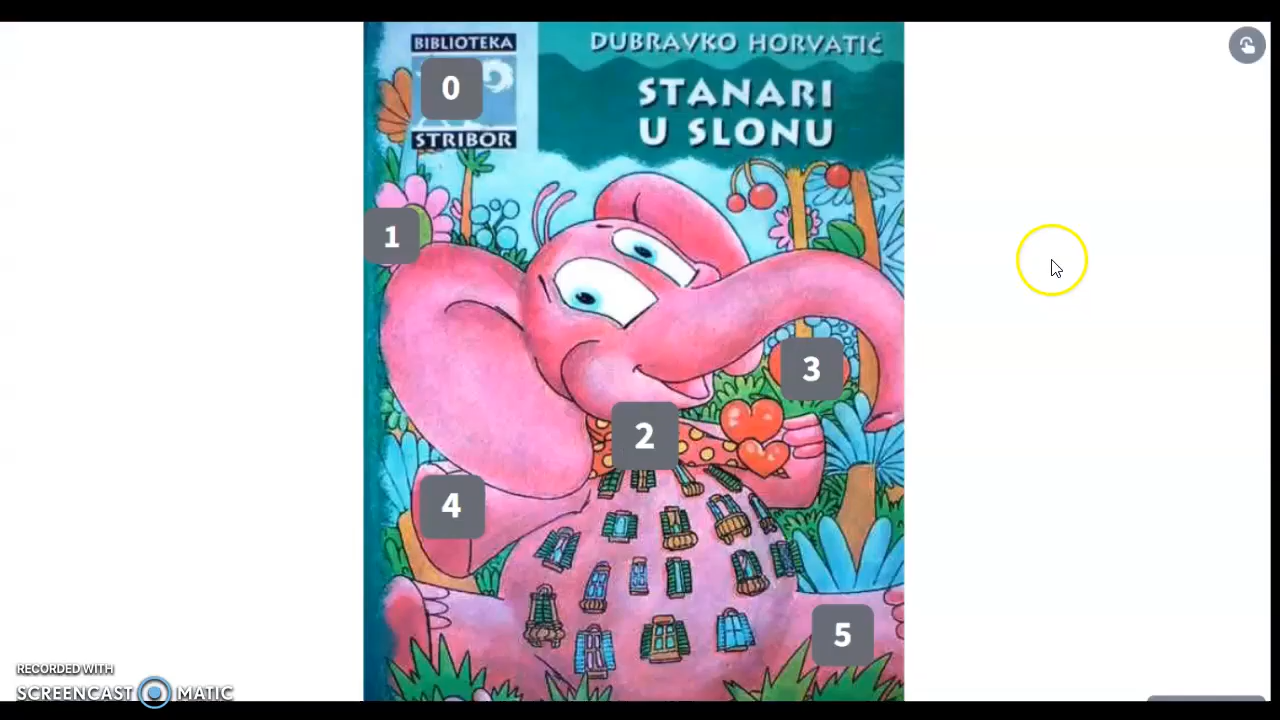 BIBLIOTEKA
STRIBOR
DUBRAVKO HORVATIĆ
STANARI
U SLONU
0
1
2
3
4
5
RECORDED WITH
SCREENCAST MATIC